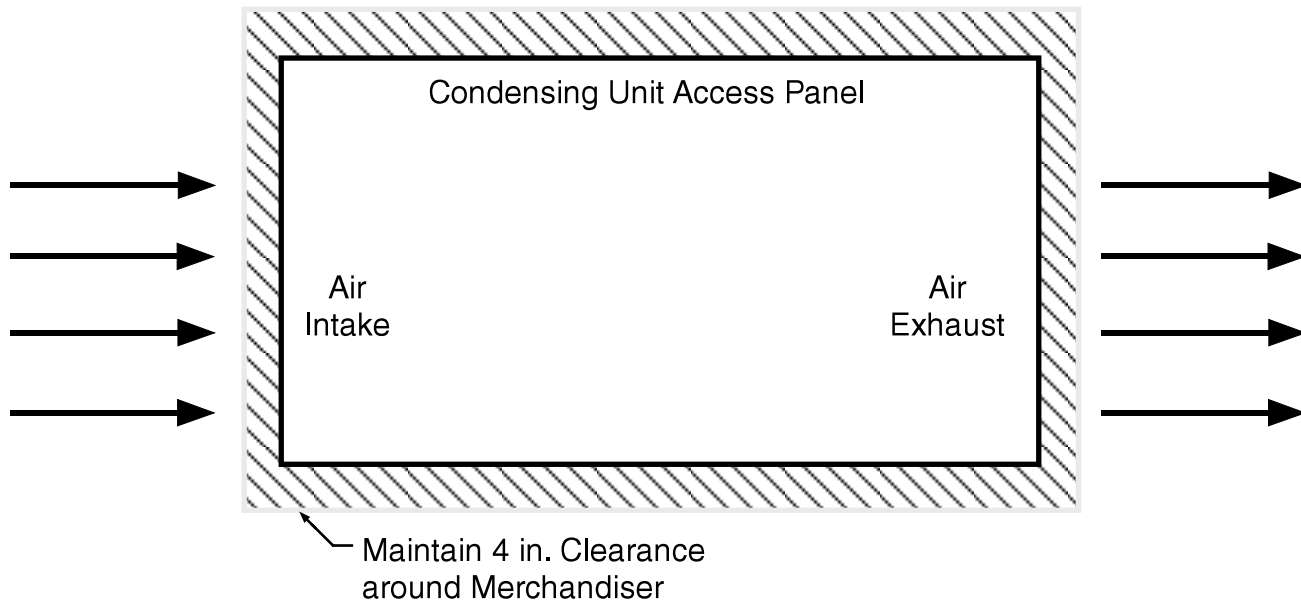 Condensing Unit Access Panel
Air
Intake
Air
Exhaust
Maintain 4 in. Clearance
around Merchandiser